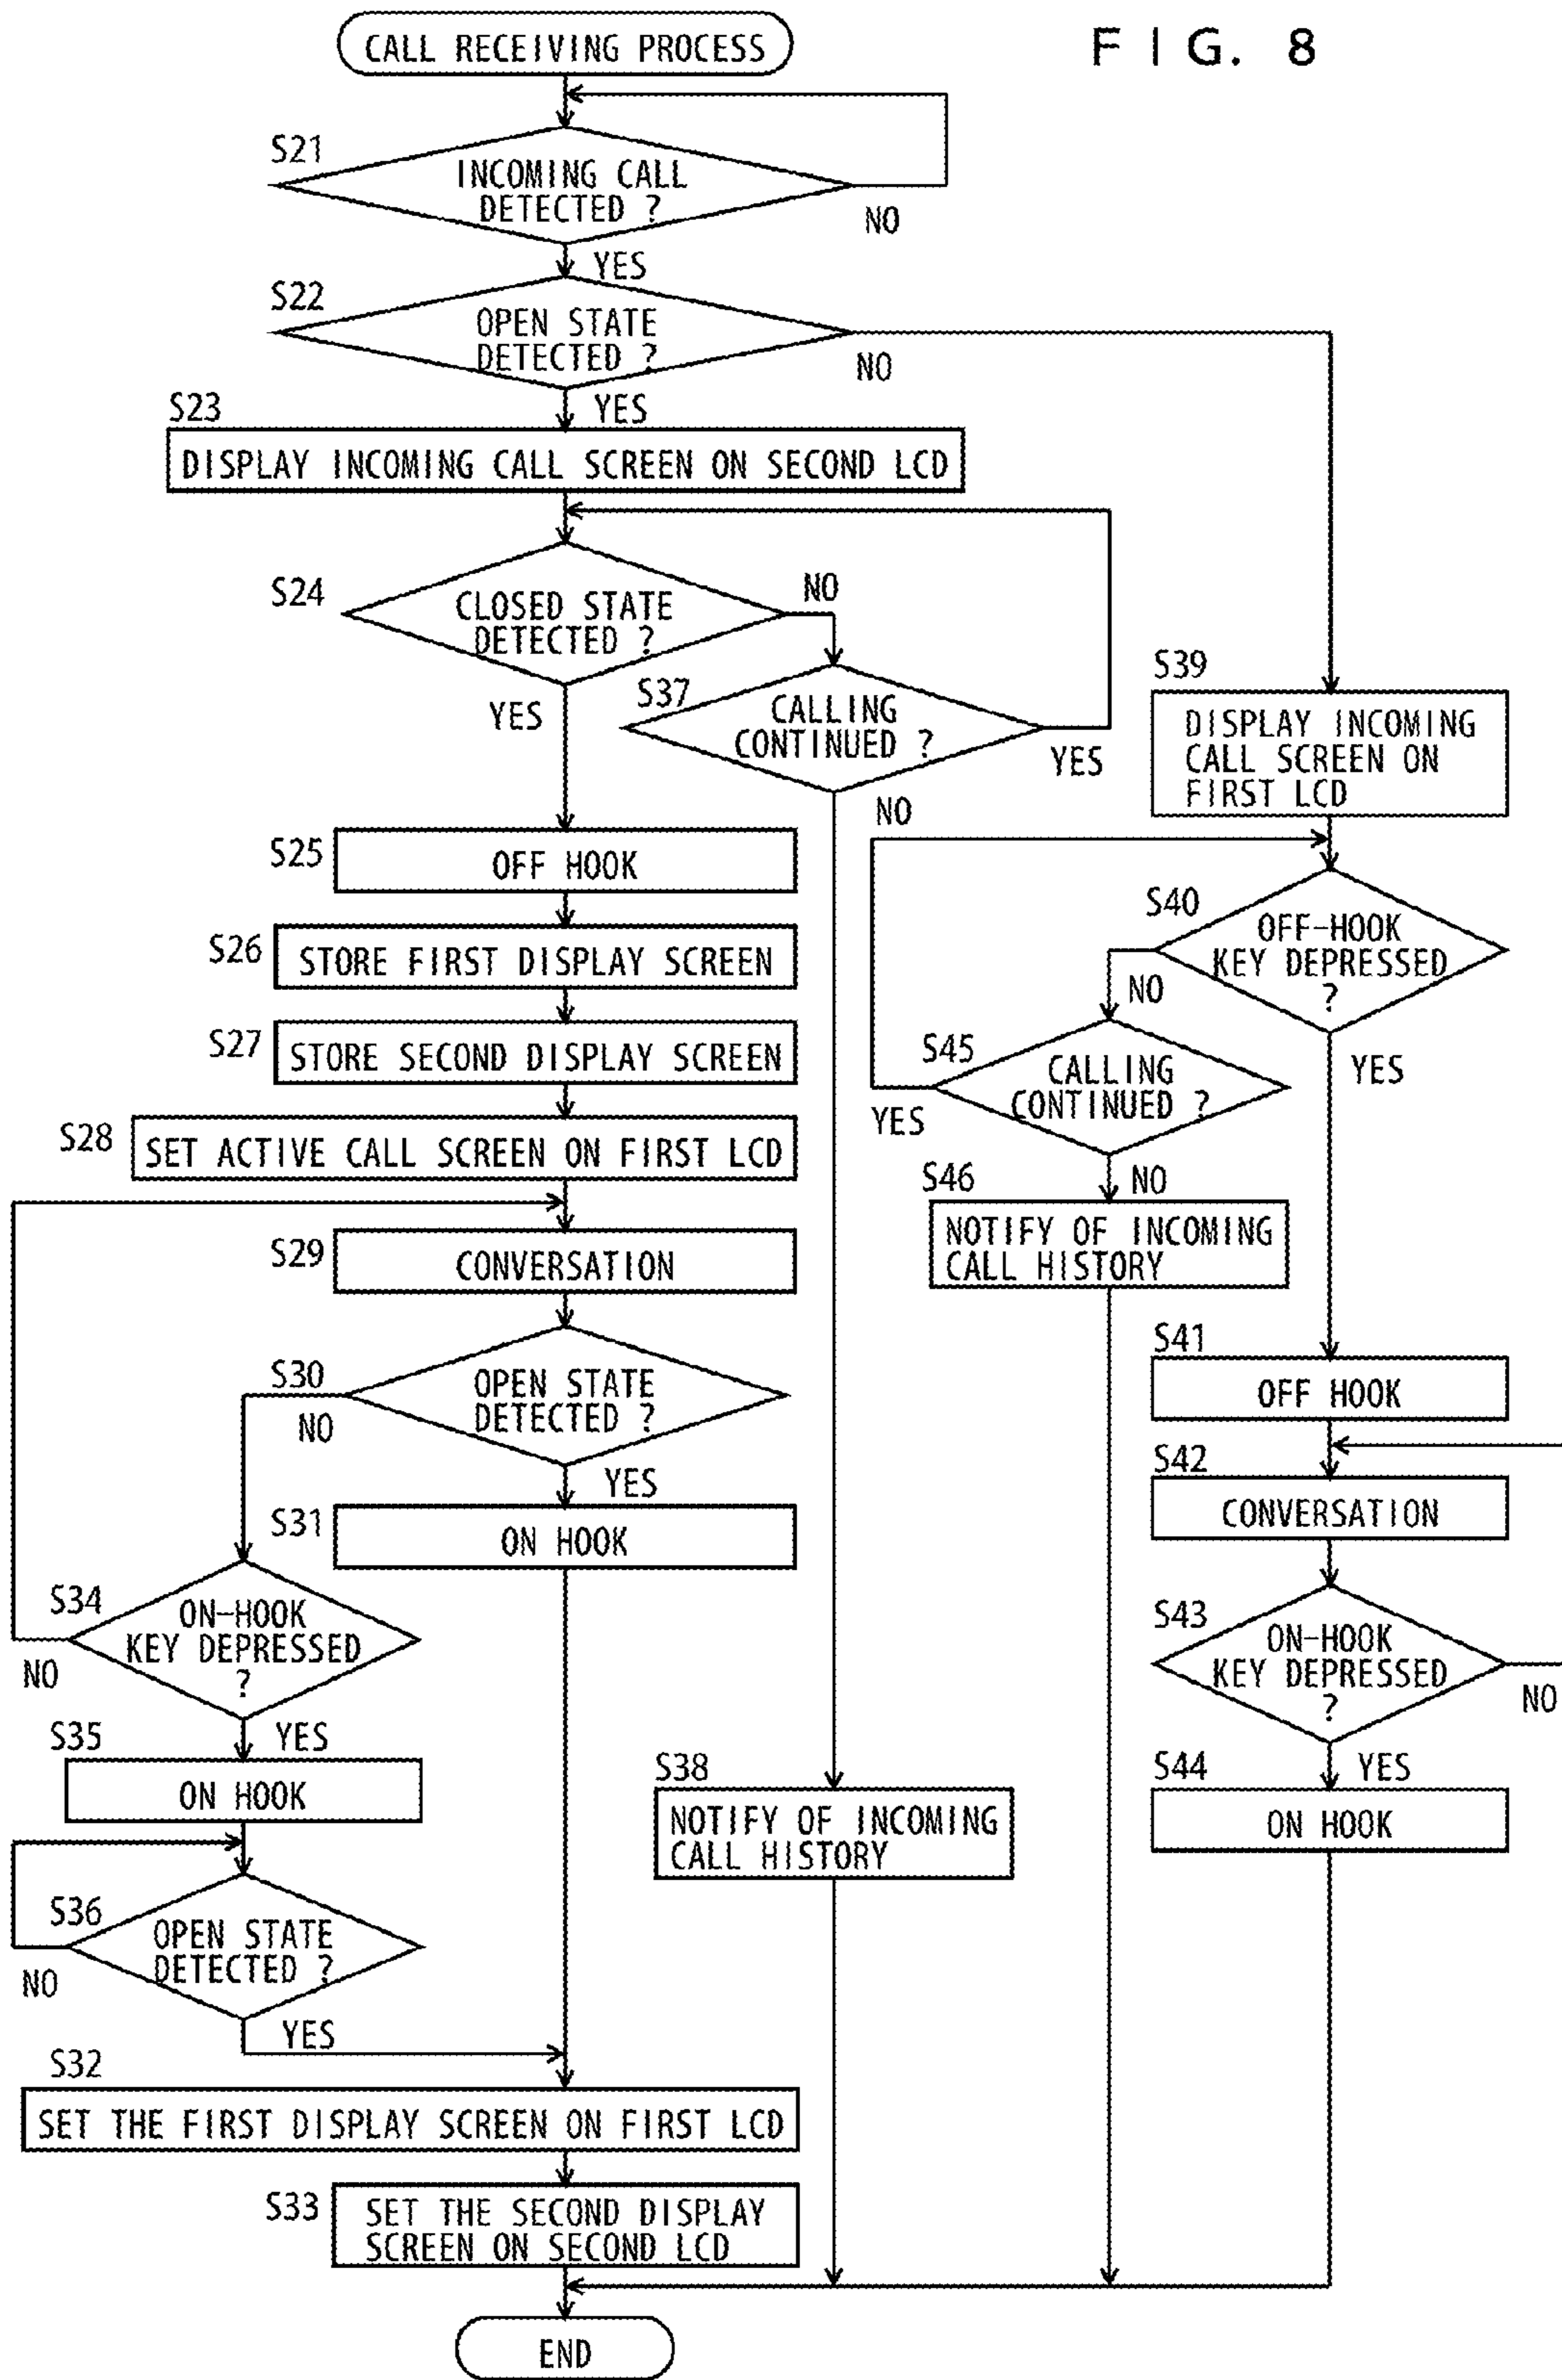 CALL RECEIVING PROCESS
F I G. 8
S21
INCOMING CALL
DETECTED ?
NO
YES
S22
OPEN STATE
DETECTED ?
NO
YES
S23
DISPLAY INCOMING CALL SCREEN ON SECOND LCD
S24
CLOSED STATE
DETECTED ?
NO
YES
S37
CALLING
CONTINUED ?
YES
NO
S39
DISPLAY INCOMING
CALL SCREEN ON
FIRST LCD
S25
OFF HOOK
S26
STORE FIRST DISPLAY SCREEN
S27
STORE SECOND DISPLAY SCREEN
S28
SET ACTIVE CALL SCREEN ON FIRST LCD
S40
OFF-HOOK
KEY DEPRESSED
?
NO
YES
S45
CALLING
CONTINUED ?
YES
NO
S46
NOTIFY OF INCOMING
CALL HISTORY
S29
CONVERSATION
S30
OPEN STATE
DETECTED ?
NO
YES
S31
ON HOOK
S41
OFF HOOK
S42
CONVERSATION
S34
ON-HOOK
KEY DEPRESSED
?
NO
YES
S43
ON-HOOK
KEY DEPRESSED
?
NO
YES
S35
ON HOOK
S38
NOTIFY OF INCOMING
CALL HISTORY
S44
ON HOOK
S36
OPEN STATE
DETECTED ?
NO
YES
S32
SET THE FIRST DISPLAY SCREEN ON FIRST LCD
S33
SET THE SECOND DISPLAY
SCREEN ON SECOND LCD
END